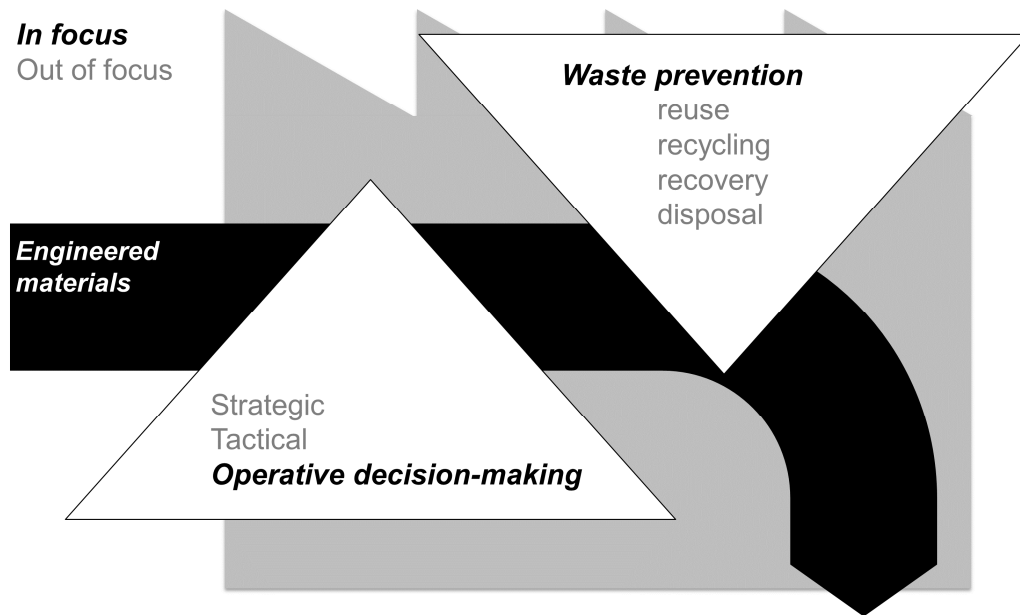 In focus
Out of focus
Waste prevention
reuse
recycling
recovery
disposal
Engineered
materials
Strategic
Tactical
Operative decision-making